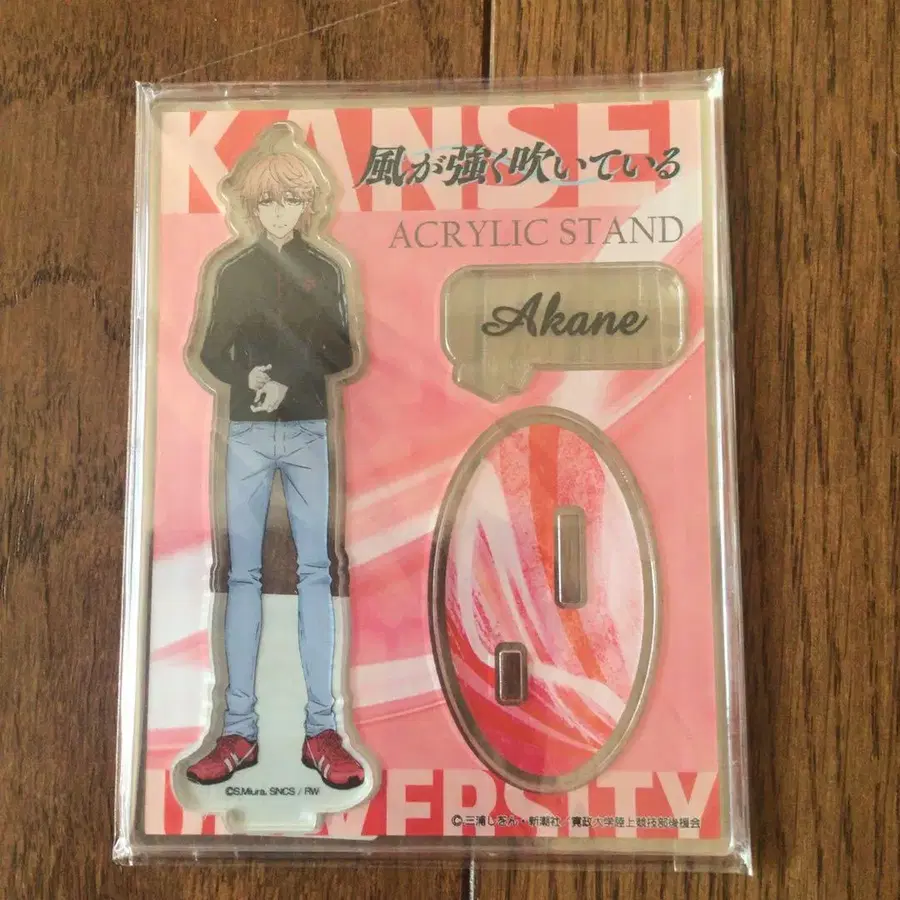 KANSEI
風が強く吹いている
ACRYLIC STAND
Akane
©S.Miura, SNCS / RW
UNIVERSITY
©三浦しをん・新潮社／寛政大学陸上競技部後援会